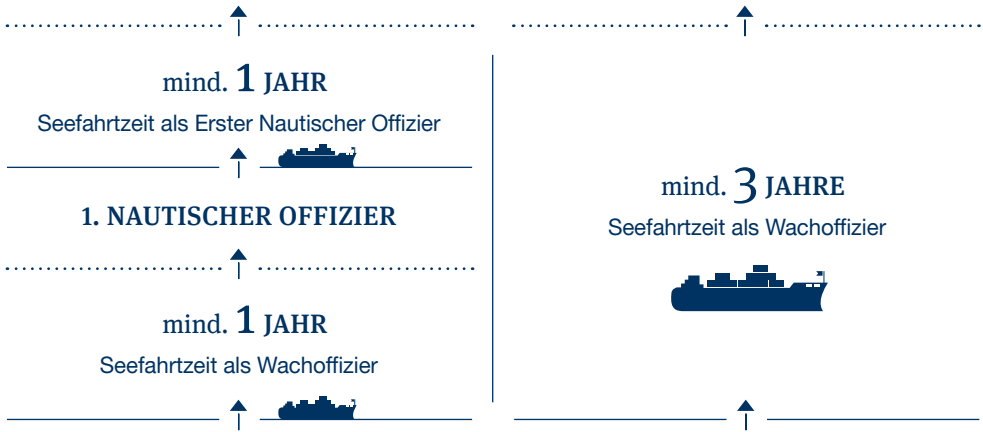 mind. 1 JAHR
Seefahrtzeit als Erster Nautischer Offizier
1. NAUTISCHER OFFIZIER
mind. 1 JAHR
Seefahrtzeit als Wachoffizier
mind. 3 JAHRE
Seefahrtzeit als Wachoffizier